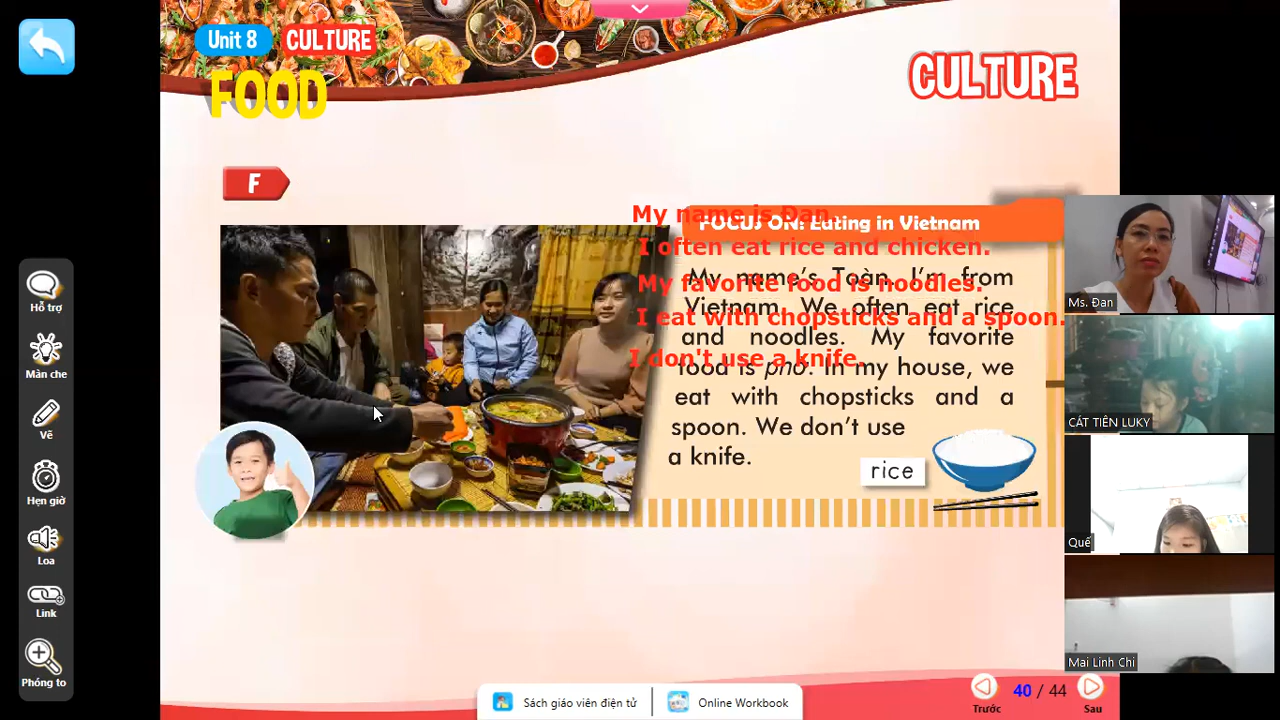 Unit 8
CULTURE
FOOD
CULTURE
F
My name is Đan.
I often eat rice and chicken.
My favorite food is noodles.
I eat with chopsticks and a spoon.
I don't use a knife.
FOCUS ON: Eating in Vietnam
My name's Toàn. I'm from
Vietnam. We often eat rice
and noodles. My favorite
food is phở. In my house, we
eat with chopsticks and a
spoon. We don't use
a knife.
rice
Hỗ trợ
Màn che
Vẽ
Hẹn giờ
Loa
Link
Phóng to
Ms. Đan
CÁT TIÊN LUKY
Quế
Mai Linh Chi
Sách giáo viên điện tử
Online Workbook
Trước
40 / 44
Sau